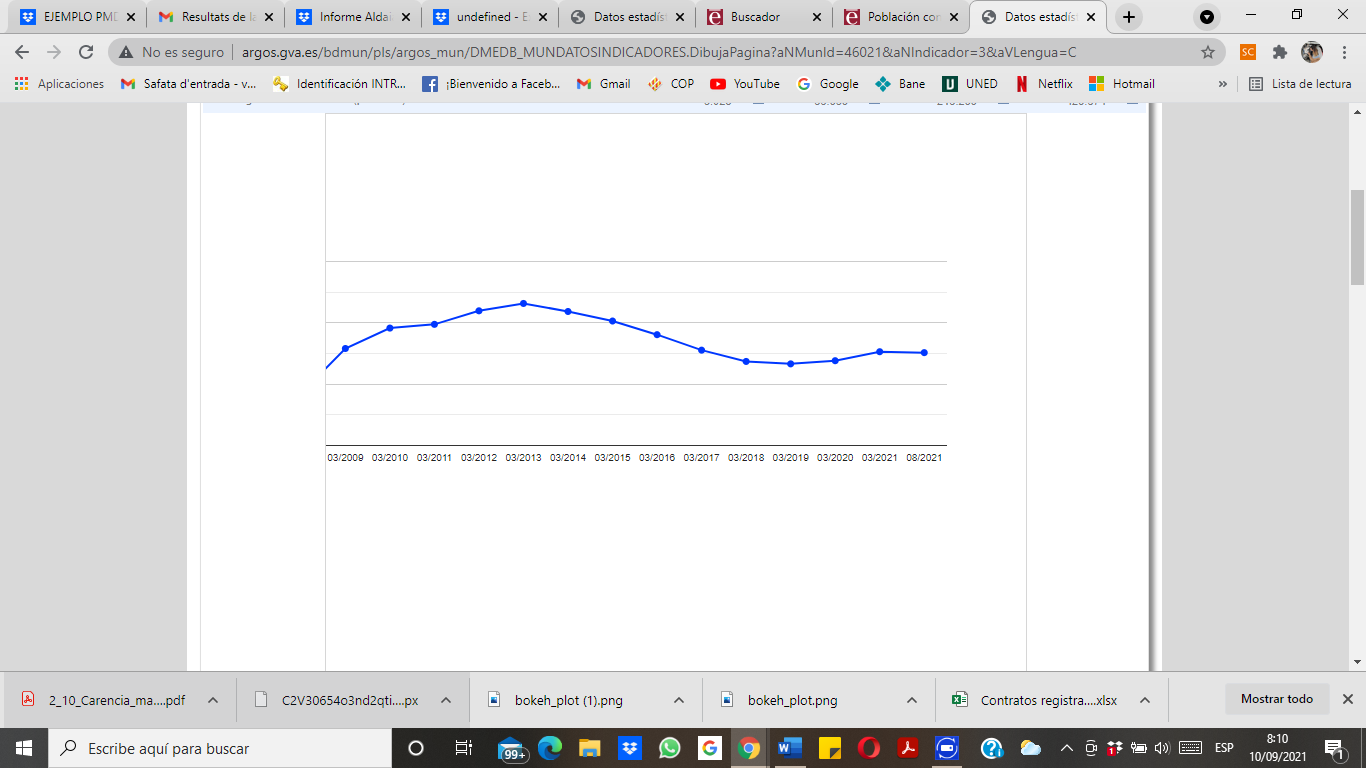 EJEMPLO PMD
Resultats de la
Informe Aldai
undefined - E
Datos estadís
Buscador
Población con
Datos estadís
No es seguro
argos.gva.es/bdmun/pls/argos_mun/DMEDB_MUNDATOSINDICADORES.DibujaPagina?aNMunId=46021&aNIndicador=3&aVLengua=C
SC
Aplicaciones
Safata d'entrada - v...
Identificación INTR...
¡Bienvenido a Faceb...
Gmail
COP
YouTube
Google
Bane
UNED
Netflix
Hotmail
»
Lista de lectura
03/2009 03/2010 03/2011 03/2012 03/2013 03/2014 03/2015 03/2016 03/2017 03/2018 03/2019 03/2020 03/2021 08/2021
2_10_Carencia_ma....pdf
C2V30654o3nd2qti....px
bokeh_plot (1).png
bokeh_plot.png
Contratos registra....xlsx
Mostrar todo
Escribe aquí para buscar
99+
ESP
8:10
10/09/2021